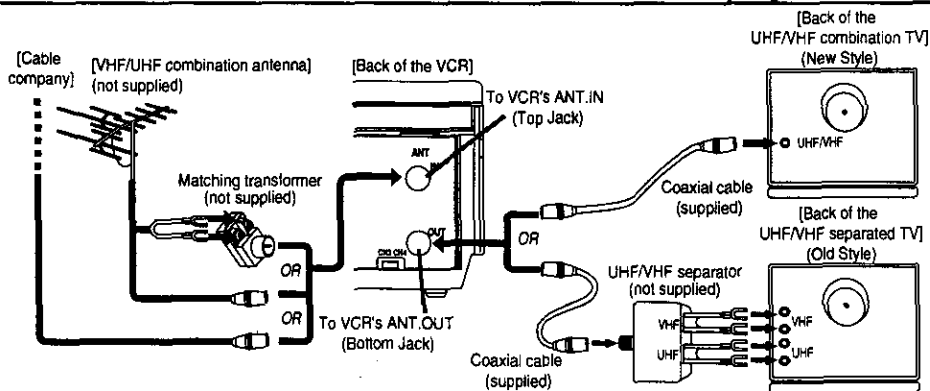 [Cable
company]
[VHF/UHF combination antenna]
(not supplied)
[Back of the VCR]
To VCR's ANT.IN
(Top Jack)
ANT
IN
Matching transformer
(not supplied)
OR
OR
OUT
CH3 CH4
To VCR's ANT.OUT
(Bottom Jack)
OR
[Back of the
UHF/VHF combination TV]
(New Style)
UHF/VHF
Coaxial cable
(supplied)
[Back of the
UHF/VHF separated TV]
(Old Style)
UHF/VHF separator
(not supplied)
VHF
UHF
VHF
UHF
Coaxial cable
(supplied)